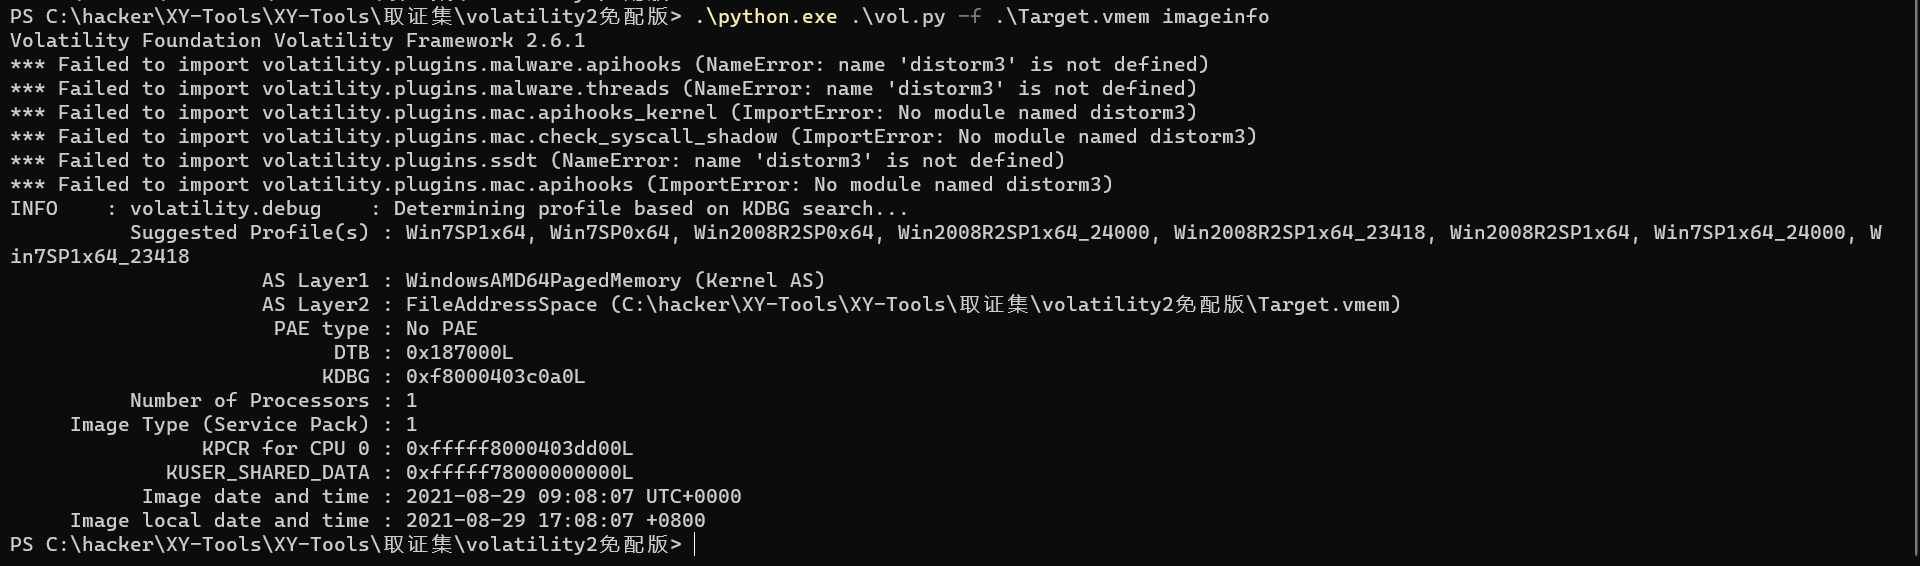 PS C:\hacker\XY-Tools\XY-Tools\取证集\volatility2免配版> .\python.exe .\vol.py -f .\Target.vmem imageinfo
Volatility Foundation Volatility Framework 2.6.1
*** Failed to import volatility.plugins.malware.apihooks (NameError: name 'distorm3' is not defined)
*** Failed to import volatility.plugins.malware.threads (NameError: name 'distorm3' is not defined)
*** Failed to import volatility.plugins.mac.apihooks_kernel (ImportError: No module named distorm3)
*** Failed to import volatility.plugins.mac.check_syscall_shadow (ImportError: No module named distorm3)
*** Failed to import volatility.plugins.ssdt (NameError: name 'distorm3' is not defined)
*** Failed to import volatility.plugins.mac.apihooks (ImportError: No module named distorm3)
INFO    : volatility.debug    : Determining profile based on KDBG search...
          Suggested Profile(s) : Win7SP1x64, Win7SP0x64, Win2008R2SP0x64, Win2008R2SP1x64_24000, Win2008R2SP1x64_23418, Win2008R2SP1x64, Win7SP1x64_24000, W
in7SP1x64_23418
                     AS Layer1 : WindowsAMD64PagedMemory (Kernel AS)
                     AS Layer2 : FileAddressSpace (C:\hacker\XY-Tools\XY-Tools\取证集\volatility2免配版\Target.vmem)
                      PAE type : No PAE
                           DTB : 0x187000L
                          KDBG : 0xf8000403c0a0L
          Number of Processors : 1
     Image Type (Service Pack) : 1
                KPCR for CPU 0 : 0xfffff8000403dd00L
             KUSER_SHARED_DATA : 0xfffff78000000000L
           Image date and time : 2021-08-29 09:08:07 UTC+0000
     Image local date and time : 2021-08-29 17:08:07 +0800
PS C:\hacker\XY-Tools\XY-Tools\取证集\volatility2免配版>